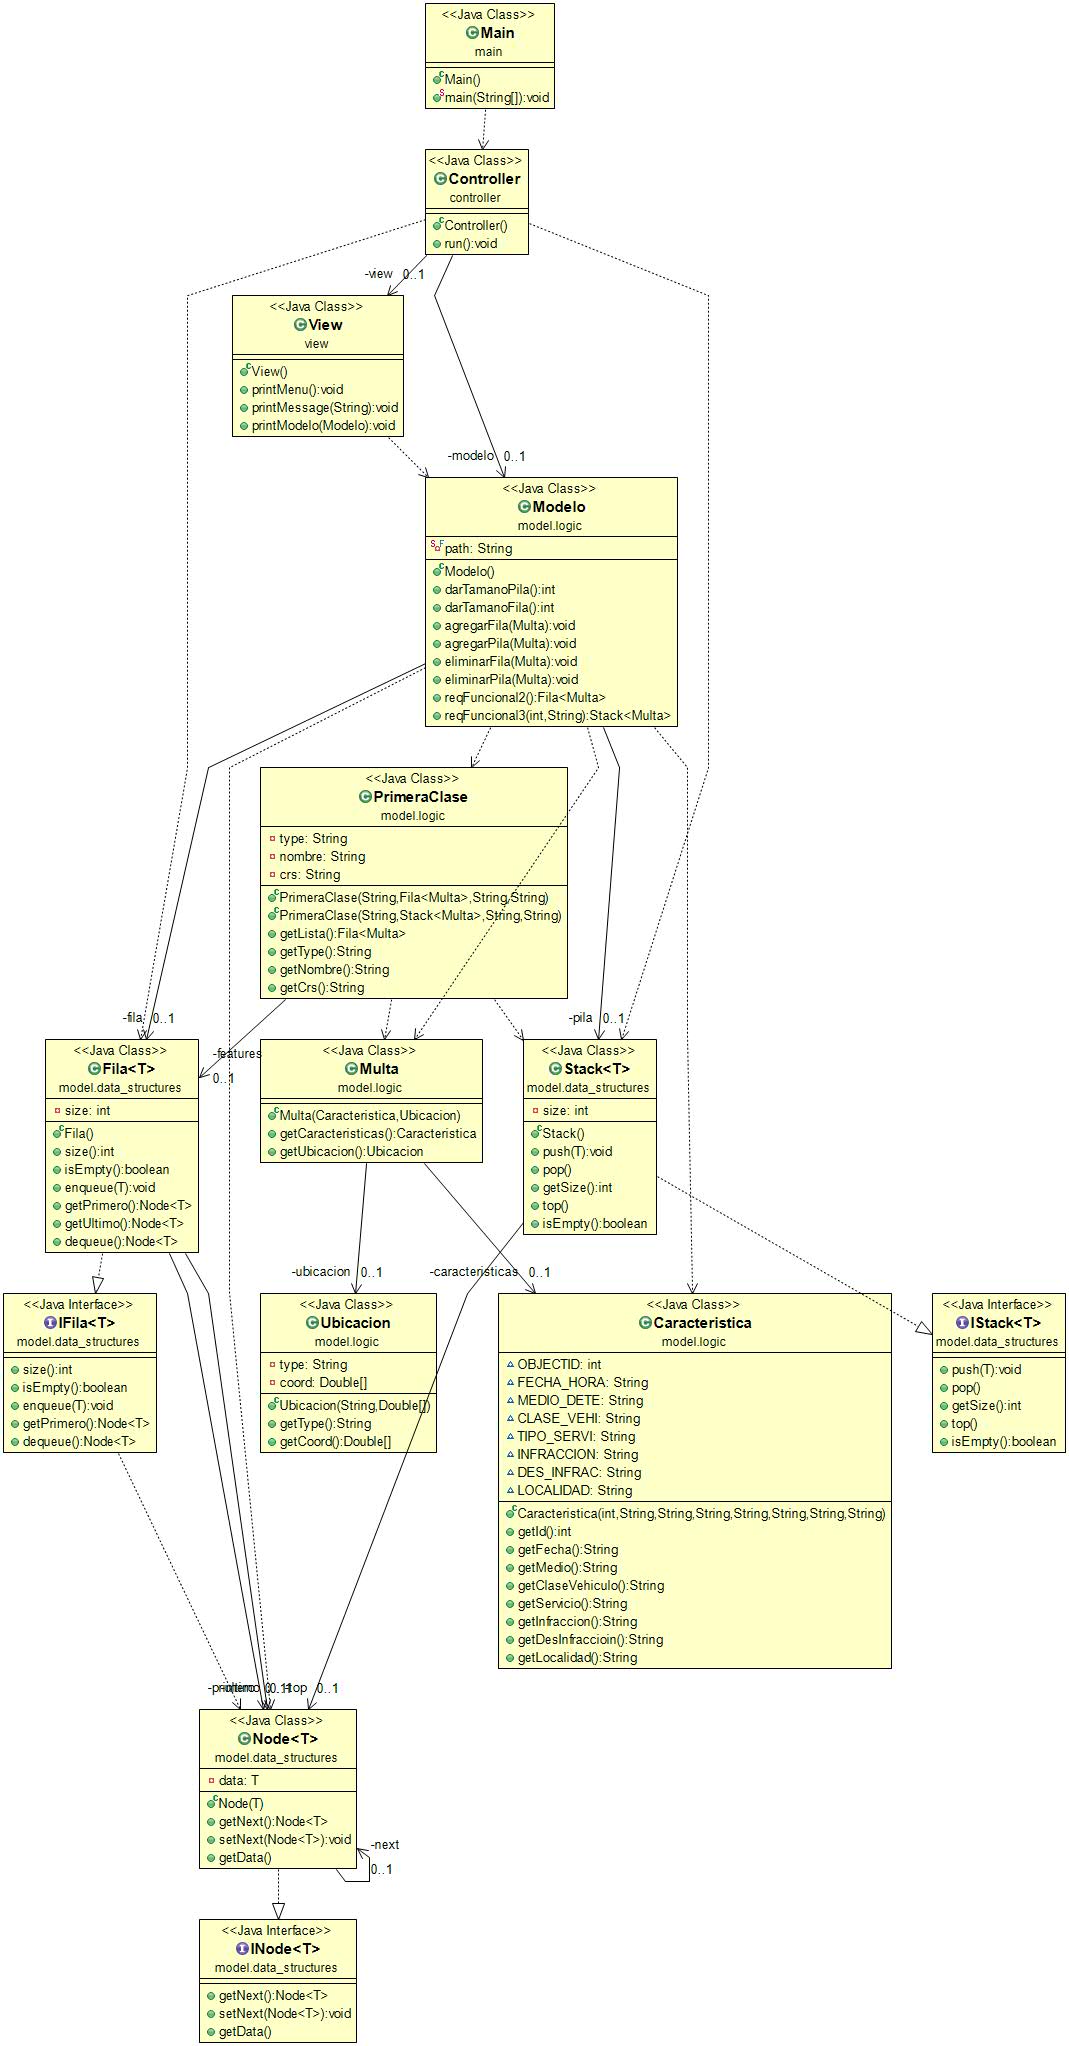 <<Java Class>>
Main
main
Main()
main(String[]):void
<<Java Class>>
Controller
controller
Controller()
run():void
-view 0..1
<<Java Class>>
View
view
View()
printMenu():void
printMessage(String):void
printModelo(Modelo):void
-modelo 0..1
<<Java Class>>
Modelo
model.logic
path: String
Modelo()
darTamanoPila():int
darTamanoFila():int
agregarFila(Multa):void
agregarPila(Multa):void
eliminarFila(Multa):void
eliminarPila(Multa):void
reqFuncional2():Fila<Multa>
reqFuncional3(int,String):Stack<Multa>
<<Java Class>>
PrimeraClase
model.logic
type: String
nombre: String
crs: String
PrimeraClase(String,Fila<Multa>,String,String)
PrimeraClase(String,Stack<Multa>,String,String)
getLista():Fila<Multa>
getType():String
getNombre():String
getCrs():String
-fila 0..1
-pila 0..1
-features
0..1
<<Java Class>>
Fila<T>
model.data_structures
size: int
Fila()
size():int
isEmpty():boolean
enqueue(T):void
getPrimero():Node<T>
getUltimo():Node<T>
dequeue():Node<T>
<<Java Class>>
Multa
model.logic
Multa(Caracteristica,Ubicacion)
getCaracteristicas():Caracteristica
getUbicacion():Ubicacion
<<Java Class>>
Stack<T>
model.data_structures
size: int
Stack()
push(T):void
pop()
getSize():int
top()
isEmpty():boolean
-ubicacion 0..1
-caracteristicas 0..1
<<Java Interface>>
IFila<T>
model.data_structures
size():int
isEmpty():boolean
enqueue(T):void
getPrimero():Node<T>
dequeue():Node<T>
<<Java Class>>
Ubicacion
model.logic
type: String
coord: Double[]
Ubicacion(String,Double[])
getType():String
getCoord():Double[]
<<Java Class>>
Caracteristica
model.logic
OBJECTID: int
FECHA_HORA: String
MEDIO_DETE: String
CLASE_VEHI: String
TIPO_SERVI: String
INFRACCION: String
DES_INFRAC: String
LOCALIDAD: String
Caracteristica(int,String,String,String,String,String,String,String)
getId():int
getFecha():String
getMedio():String
getClaseVehiculo():String
getServicio():String
getInfraccion():String
getDesInfraccioin():String
getLocalidad():String
<<Java Interface>>
IStack<T>
model.data_structures
push(T):void
pop()
getSize():int
top()
isEmpty():boolean
-top 0..1
<<Java Class>>
Node<T>
model.data_structures
data: T
Node(T)
getNext():Node<T>
setNext(Node<T>):void
getData()
-next
0..1
<<Java Interface>>
INode<T>
model.data_structures
getNext():Node<T>
setNext(Node<T>):void
getData()